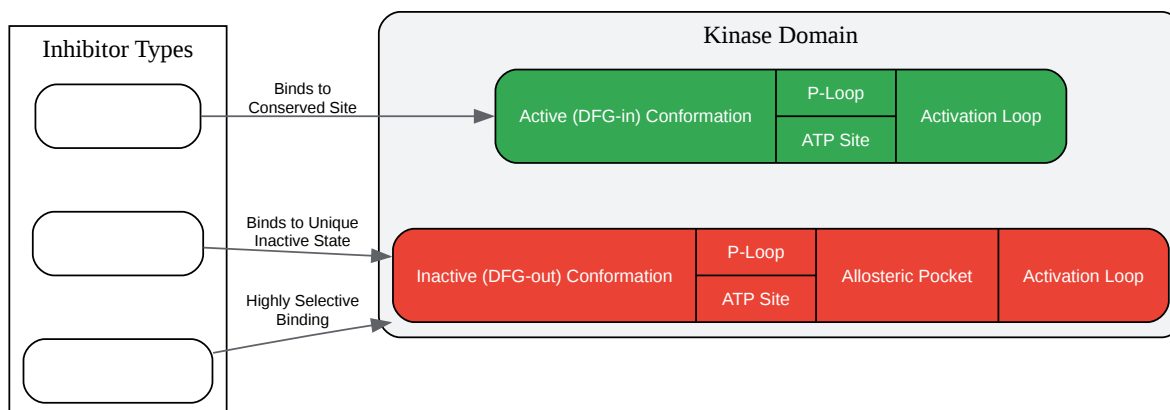 Inhibitor Types
Kinase Domain
Binds to
Conserved Site
Active (DFG-in) Conformation
P-Loop
ATP Site
Activation Loop
Binds to Unique
Inactive State
Inactive (DFG-out) Conformation
P-Loop
ATP Site
Allosteric Pocket
Activation Loop
Highly Selective
Binding